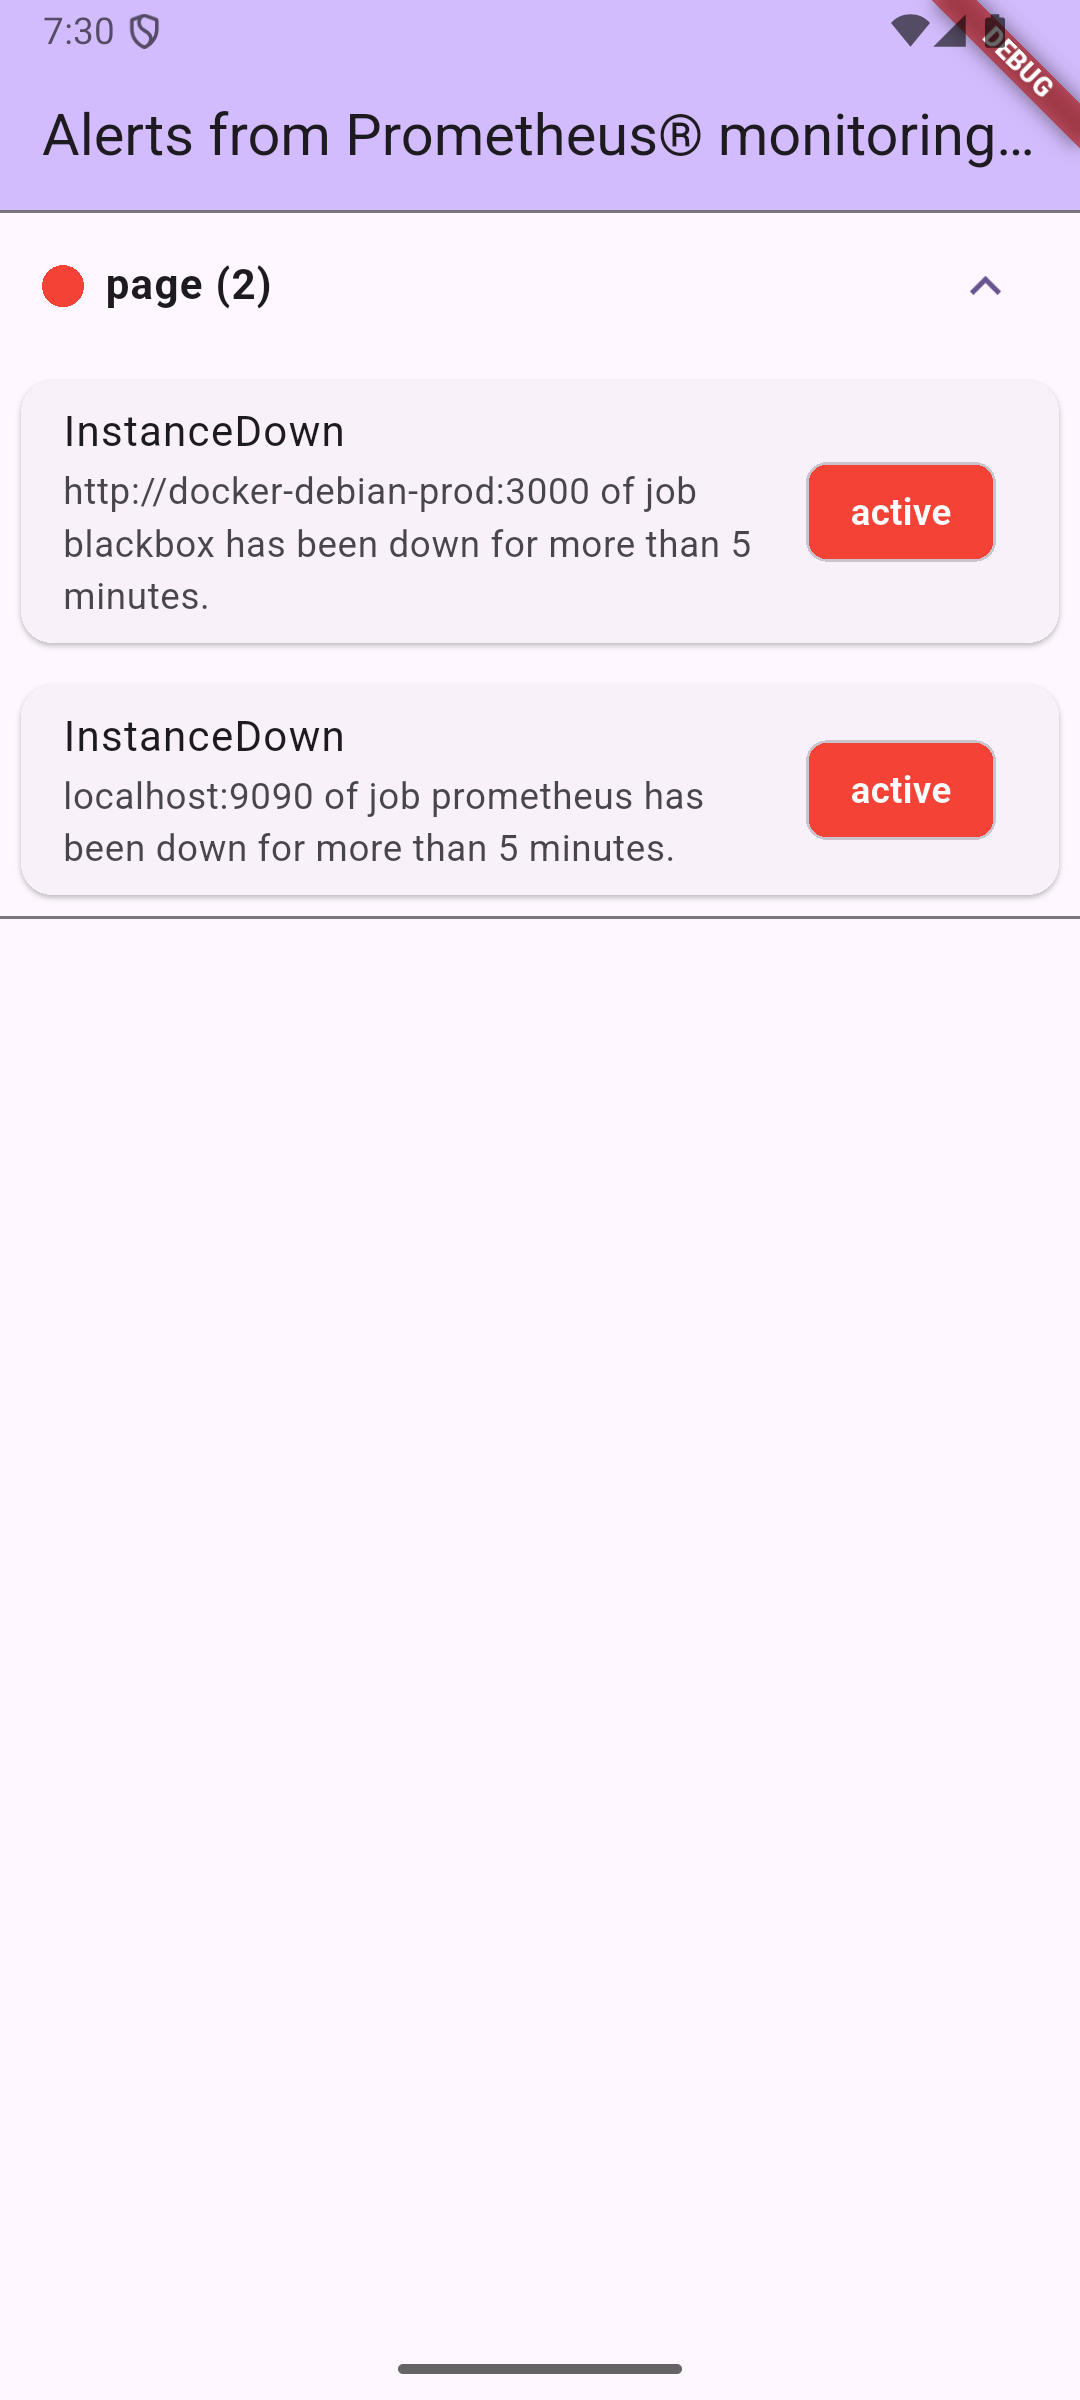 7:30
DEBUG
Alerts from Prometheus® monitoring...
page (2)
InstanceDown
http://docker-debian-prod:3000 of job
blackbox has been down for more than 5
minutes.
active
InstanceDown
localhost:9090 of job prometheus has
been down for more than 5 minutes.
active